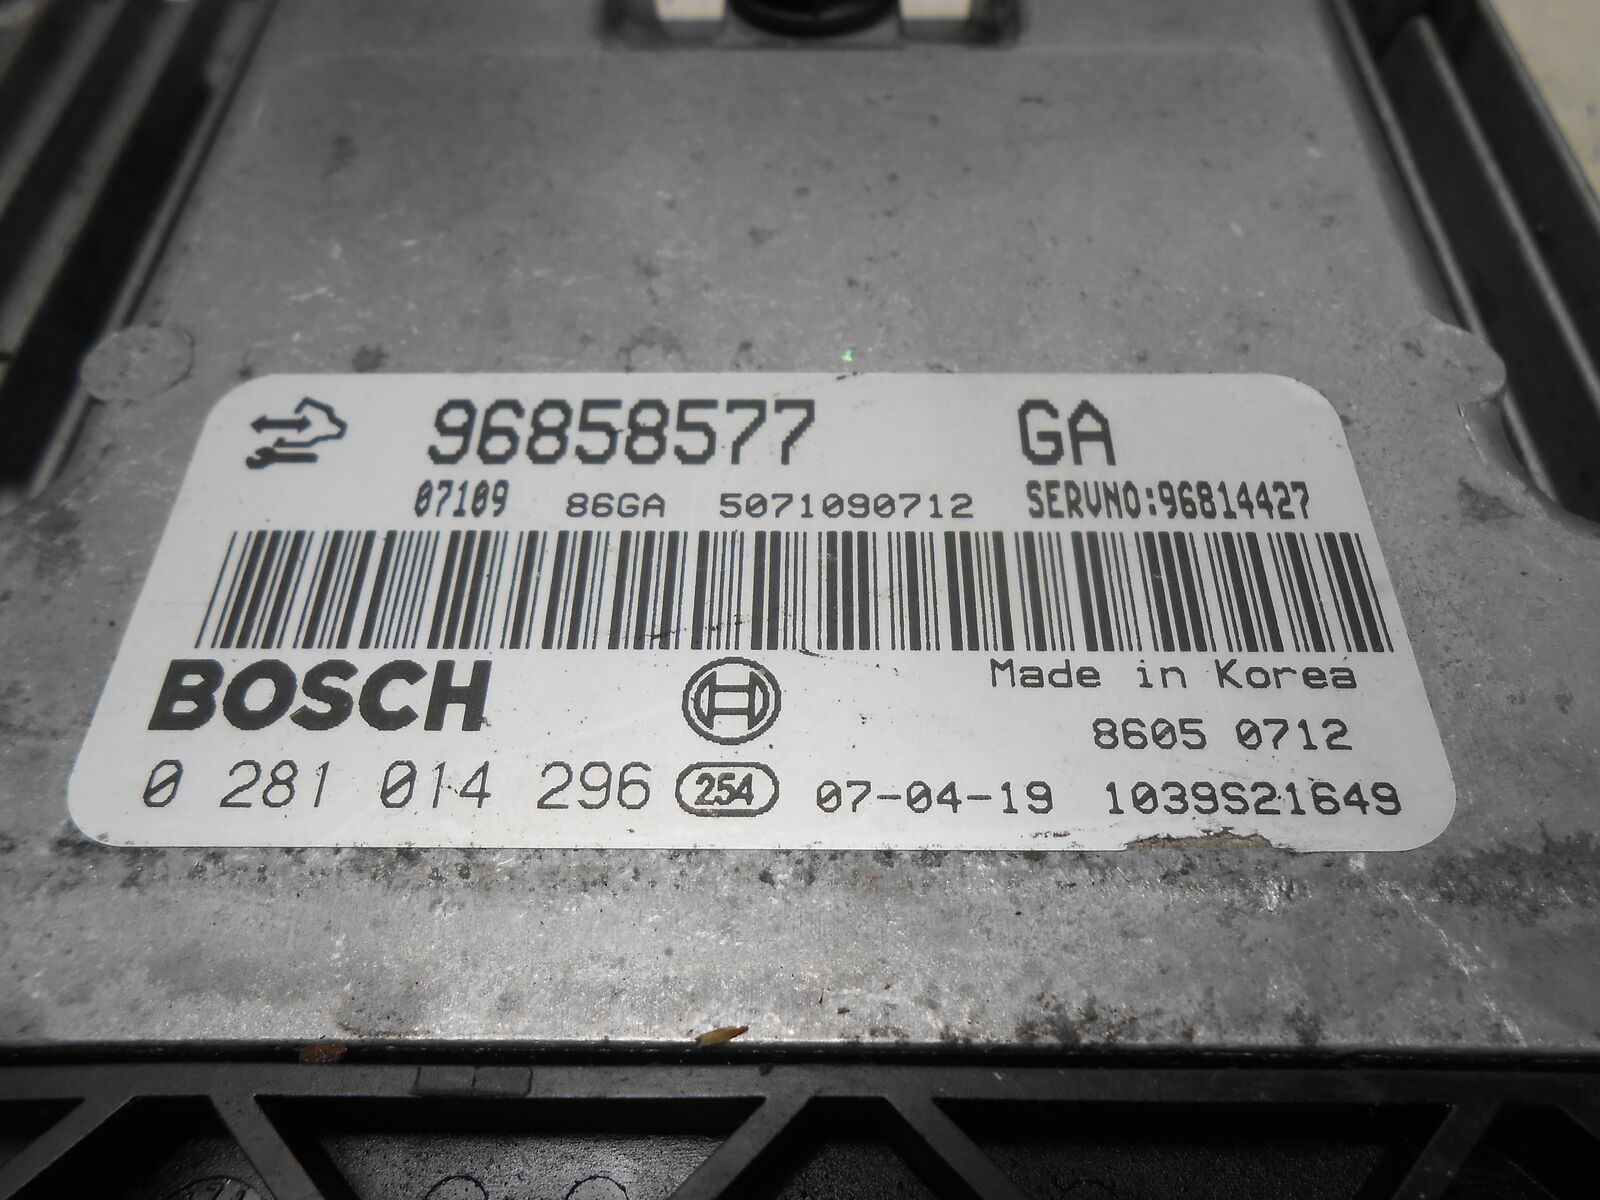 96858577 GA
07109 86GA 5071090712 SERVNO:96814427
BOSCH
Made in Korea
8605 0712
0 281 014 296 254 07-04-19 1039S21649